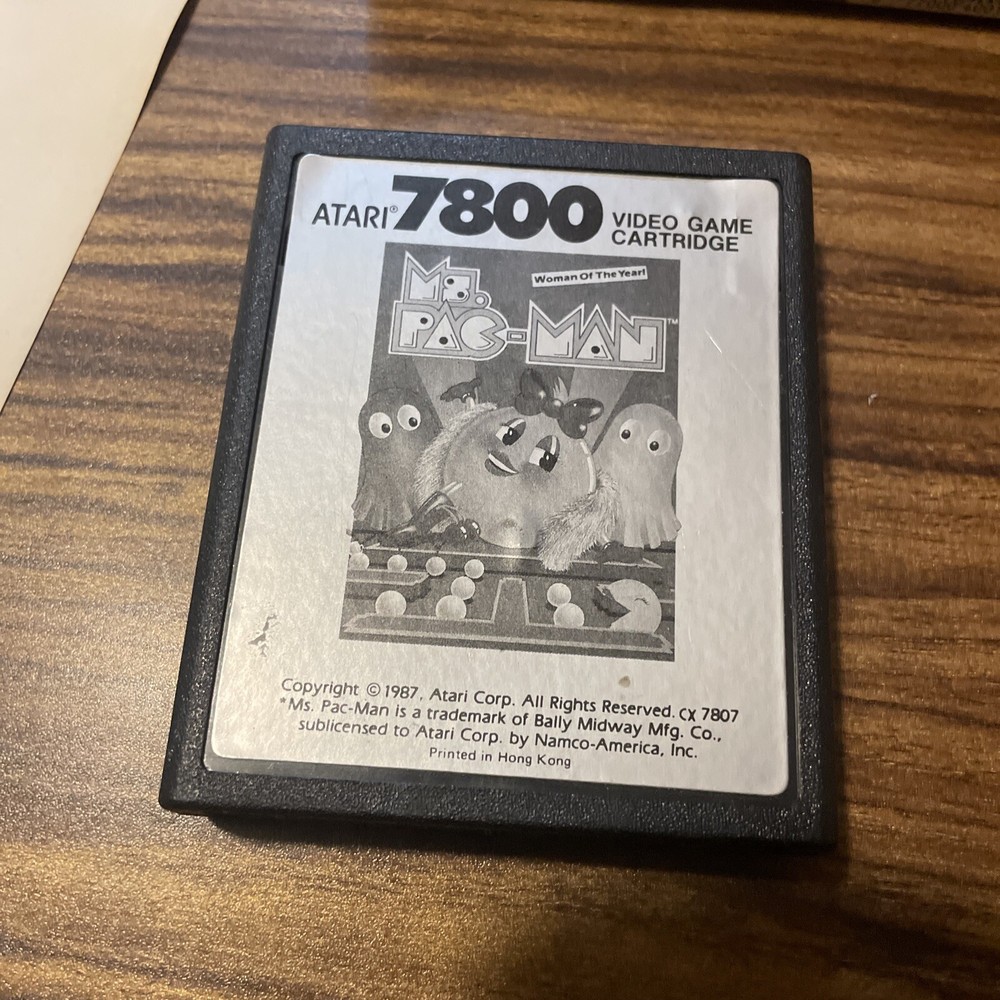 ATARI® 7800 VIDEO GAME CARTRIDGE
Woman Of The Year!
Ms.
PAC-MAN™
Copyright ©1987, Atari Corp. All Rights Reserved. CX 7807
*Ms. Pac-Man is a trademark of Bally Midway Mfg. Co.,
sublicensed to Atari Corp. by Namco-America, Inc.
Printed in Hong Kong